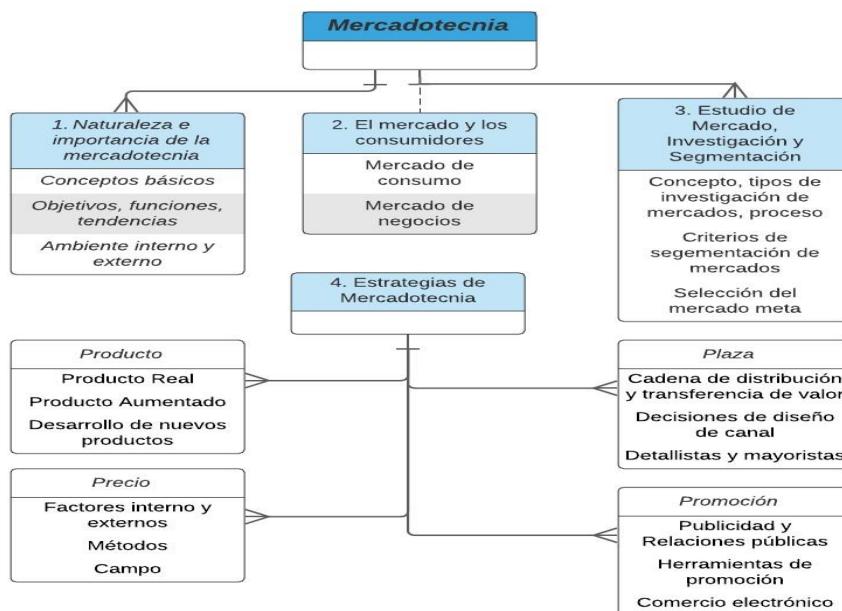 Mercadotecnia
1. Naturaleza e
importancia de la
mercadotecnia
Conceptos básicos
Objetivos, funciones,
tendencias
Ambiente interno y
externo
2. El mercado y los
consumidores
Mercado de
consumo
Mercado de
negocios
3. Estudio de
Mercado,
Investigación y
Segmentación
Concepto, tipos de
investigación de
mercados, proceso
Criterios de
segementación de
mercados
Selección del
mercado meta
4. Estrategias de
Mercadotecnia
Producto
Producto Real
Producto Aumentado
Desarrollo de nuevos
productos
Plaza
Cadena de distribución
y transferencia de valor
Decisiones de diseño
de canal
Detallistas y mayoristas
Precio
Factores interno y
externos
Métodos
Campo
Promoción
Publicidad y
Relaciones públicas
Herramientas de
promoción
Comercio electrónico